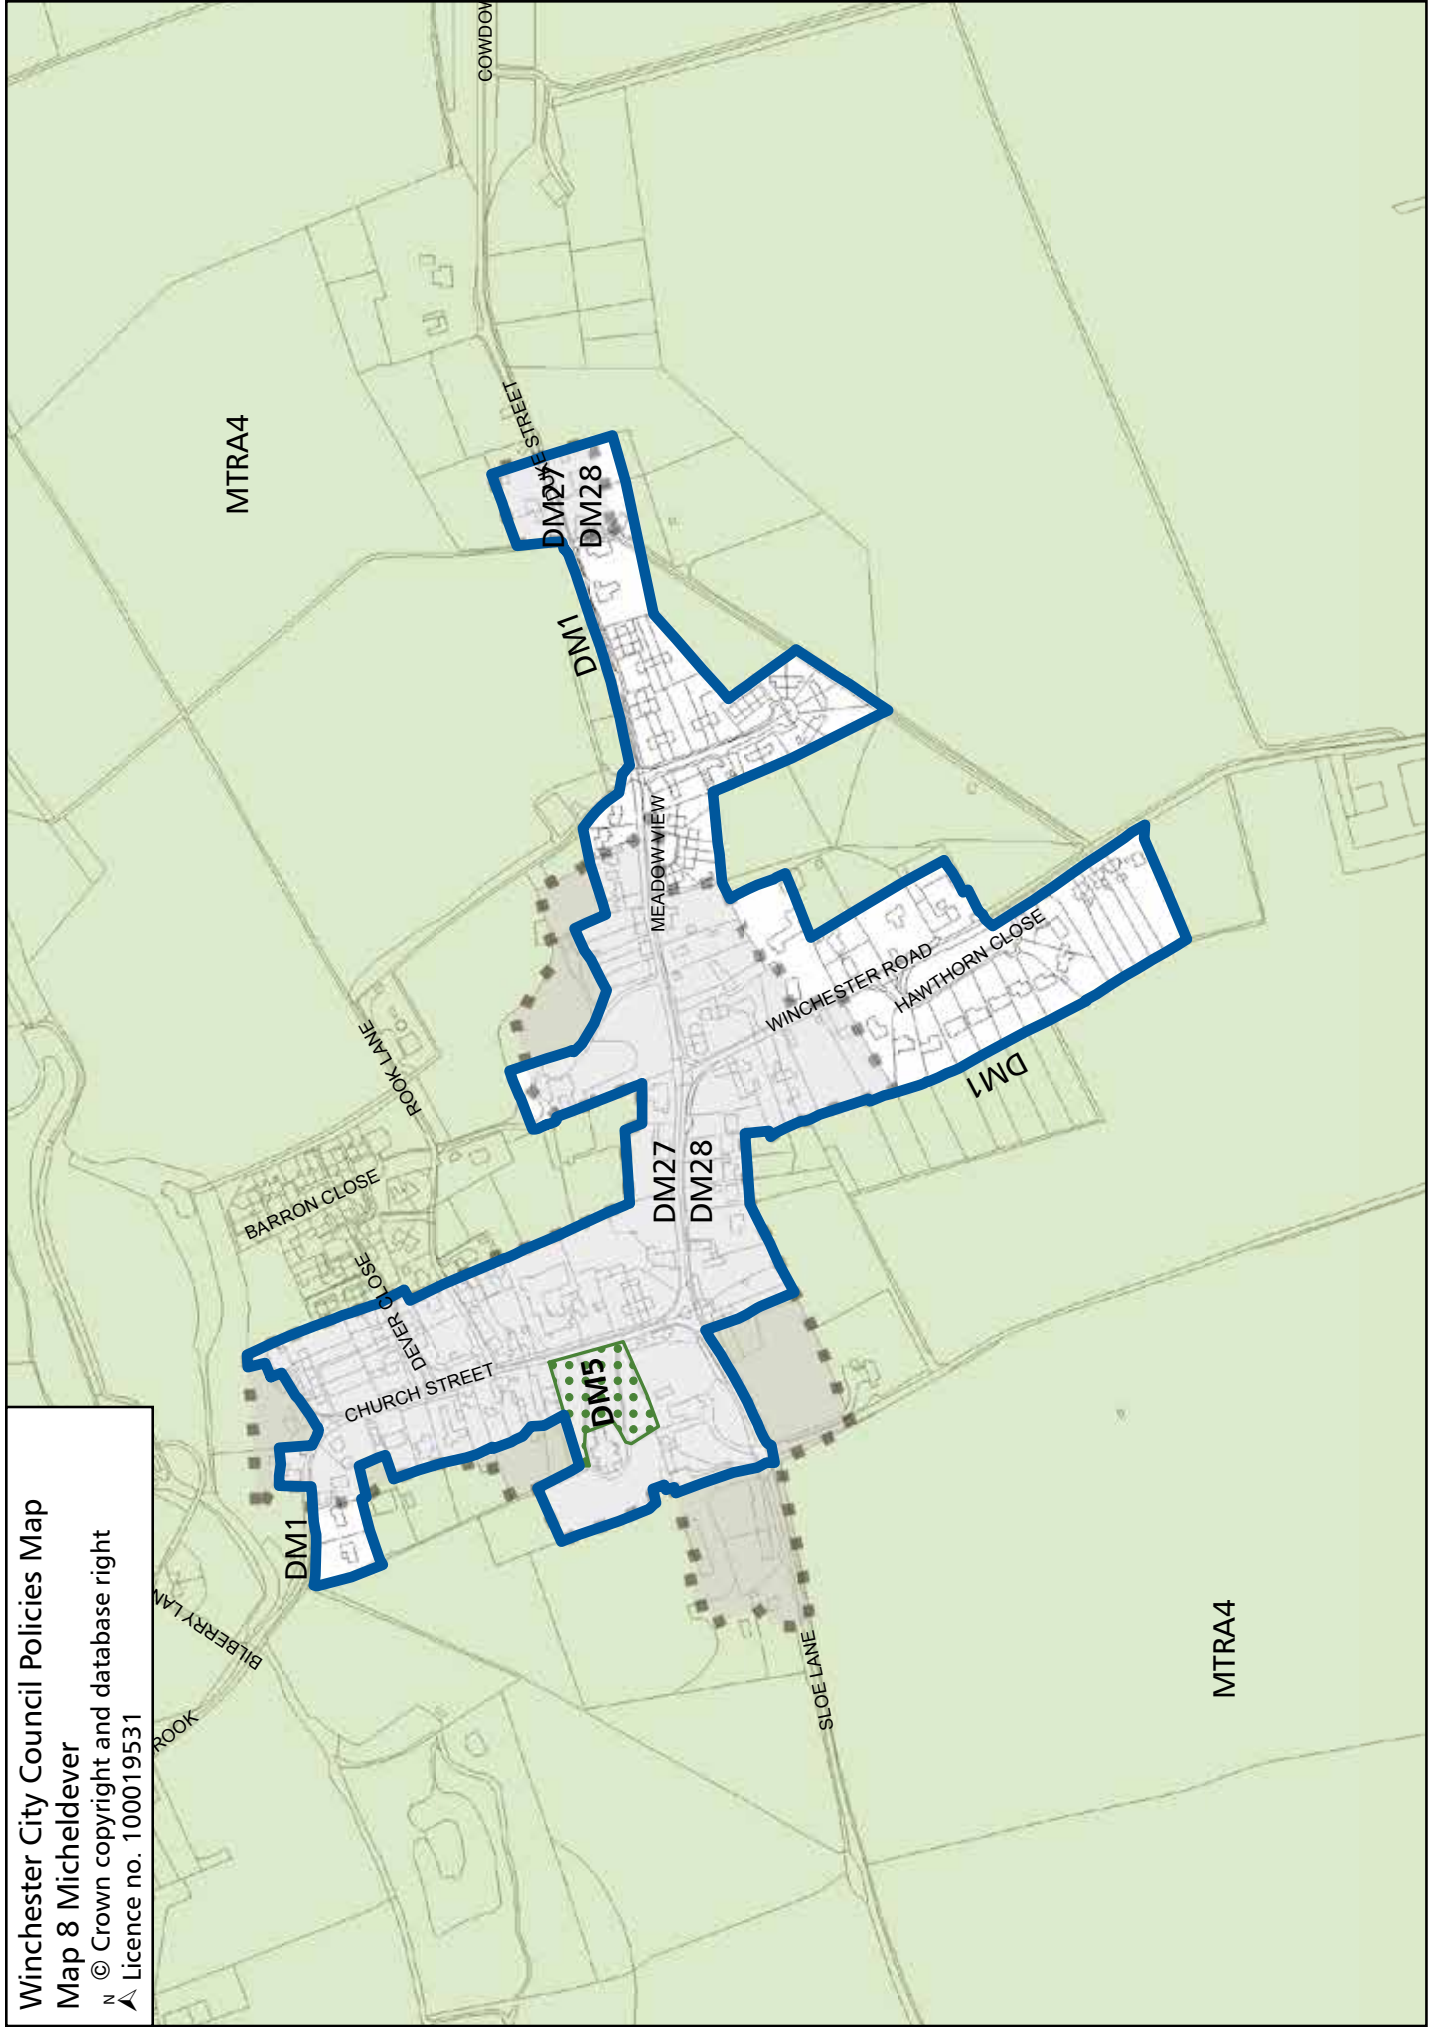 Winchester City Council Policies Map
Map 8 Micheldever
N © Crown copyright and database right
Licence no. 100019531
ROOK
BILBERRY LAN
DM1
BARRON CLOSE
ROOK LANE
MTRA4
COWDOW
DEVER CLOSE
CHURCH STREET
DM5
DM27
DM28
MEADOW VIEW
DM1
DUKE STREET
DM27
DM28
WINCHESTER ROAD
HAWTHORN CLOSE
DM1
SLOE LANE
MTRA4